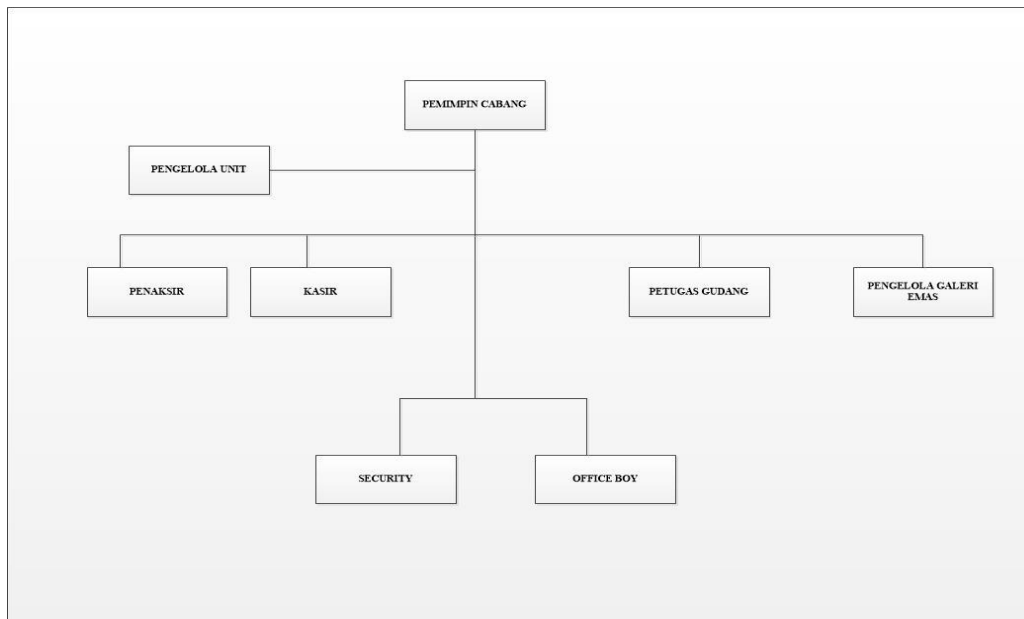 PEMIMPIN CABANG
PENGELOLA UNIT
PENAKSIR
KASIR
PETUGAS GUDANG
PENGELOLA GALERI
EMAS
SECURITY
OFFICE BOY